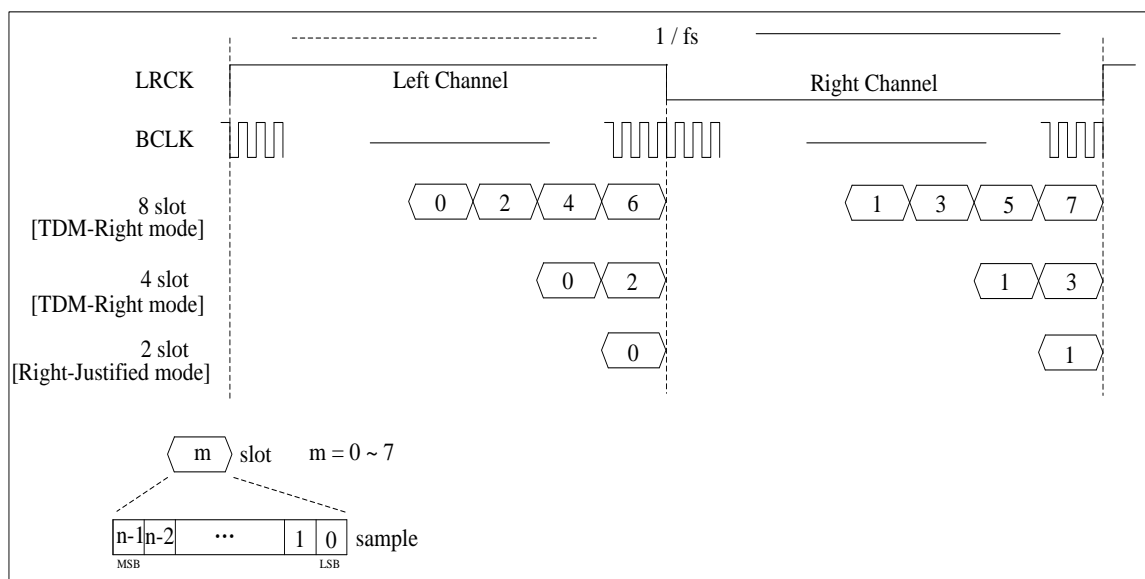 1 / fs
LRCK
Left Channel
Right Channel
BCLK
8 slot
[TDM-Right mode]
0 2 4 6
1 3 5 7
4 slot
[TDM-Right mode]
0 2
1 3
2 slot
[Right-Justified mode]
0
1
m slot m = 0 ~ 7
n-1 n-2 ... 1 0 sample
MSB LSB